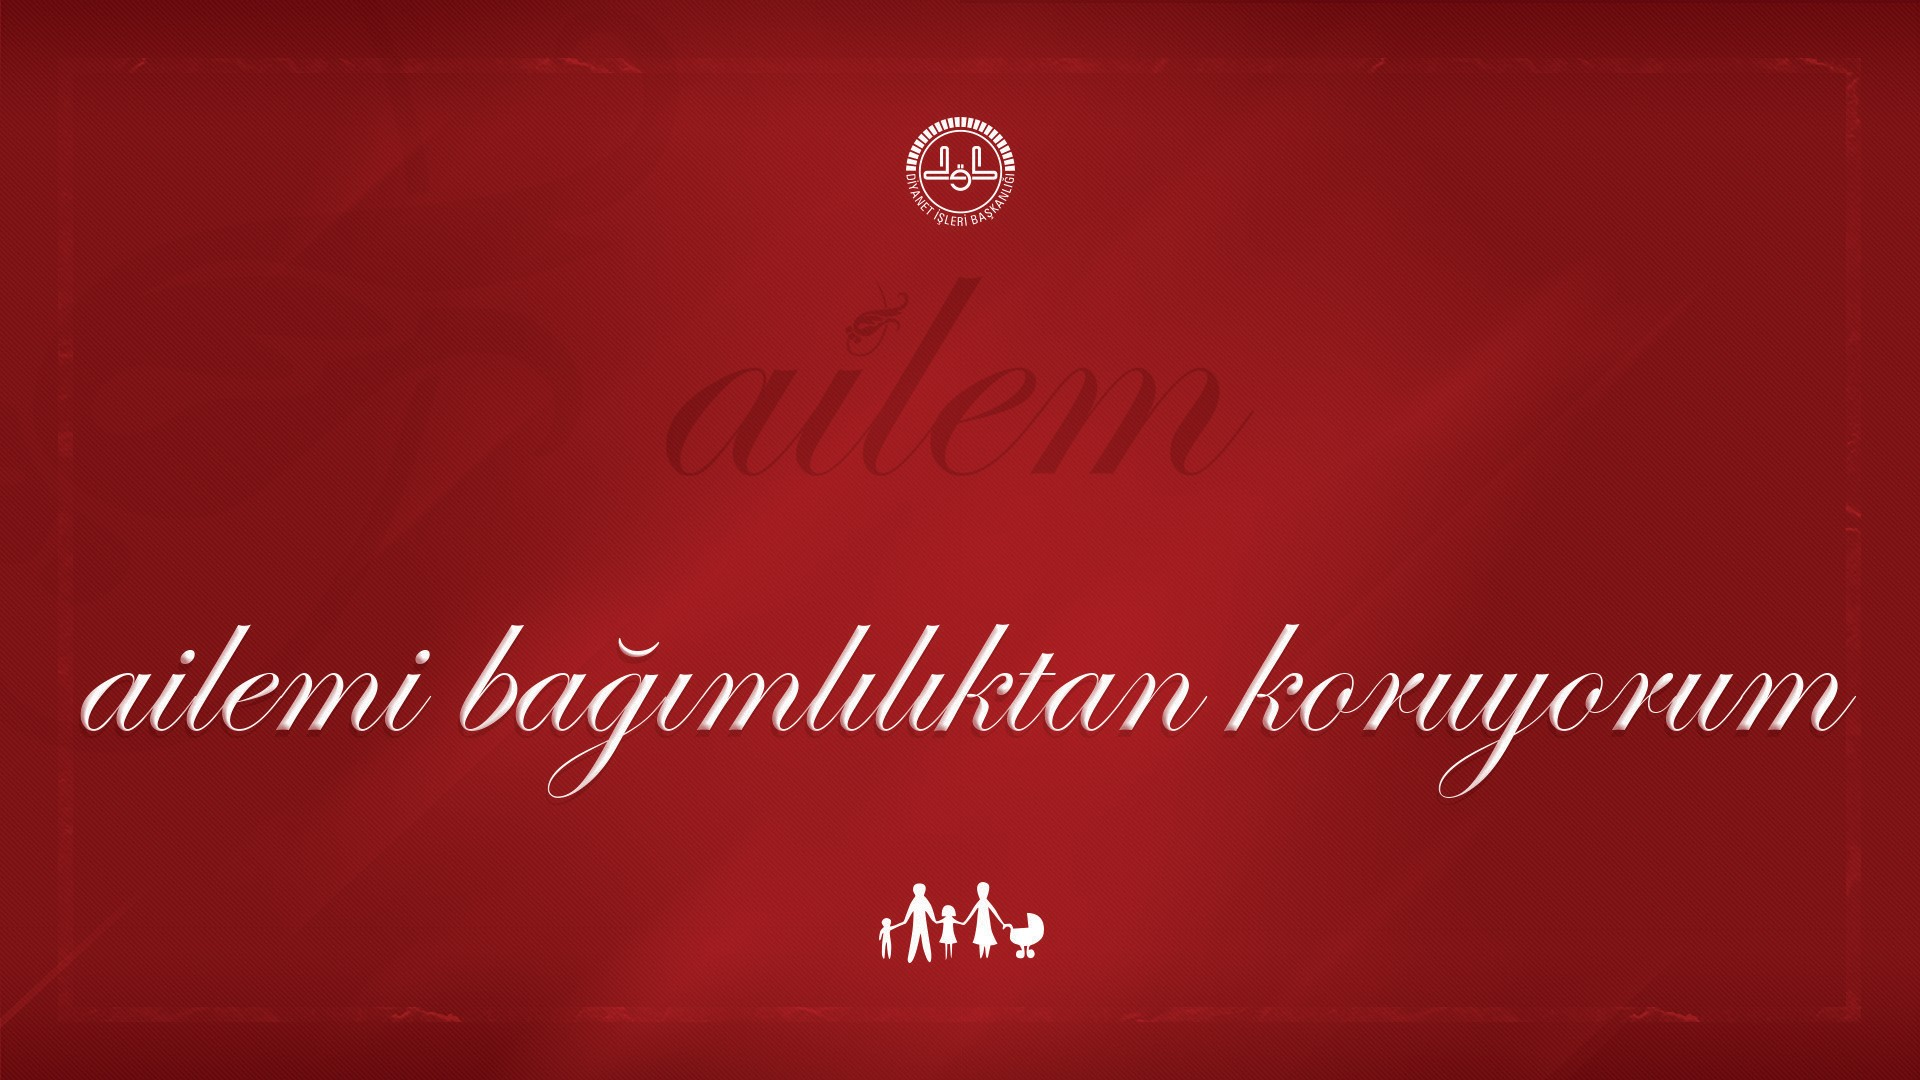 DİYANET İŞLERİ BAŞKANLIĞI
ailem
ailemi bağımlılıktan koruyorum